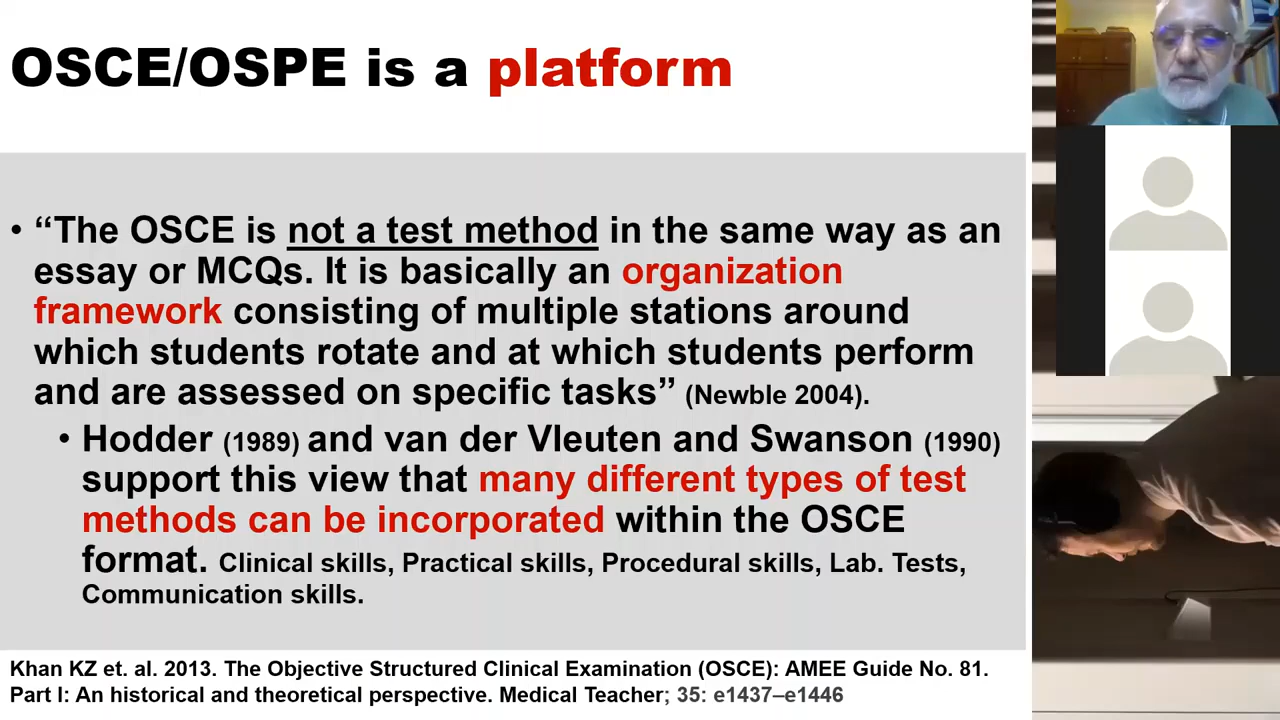 OSCE/OSPE is a platform
• “The OSCE is not a test method in the same way as an
essay or MCQs. It is basically an organization
framework consisting of multiple stations around
which students rotate and at which students perform
and are assessed on specific tasks” (Newble 2004).
• Hodder (1989) and van der Vleuten and Swanson (1990)
support this view that many different types of test
methods can be incorporated within the OSCE
format. Clinical skills, Practical skills, Procedural skills, Lab. Tests,
Communication skills.
Khan KZ et. al. 2013. The Objective Structured Clinical Examination (OSCE): AMEE Guide No. 81.
Part I: An historical and theoretical perspective. Medical Teacher; 35: e1437–e1446